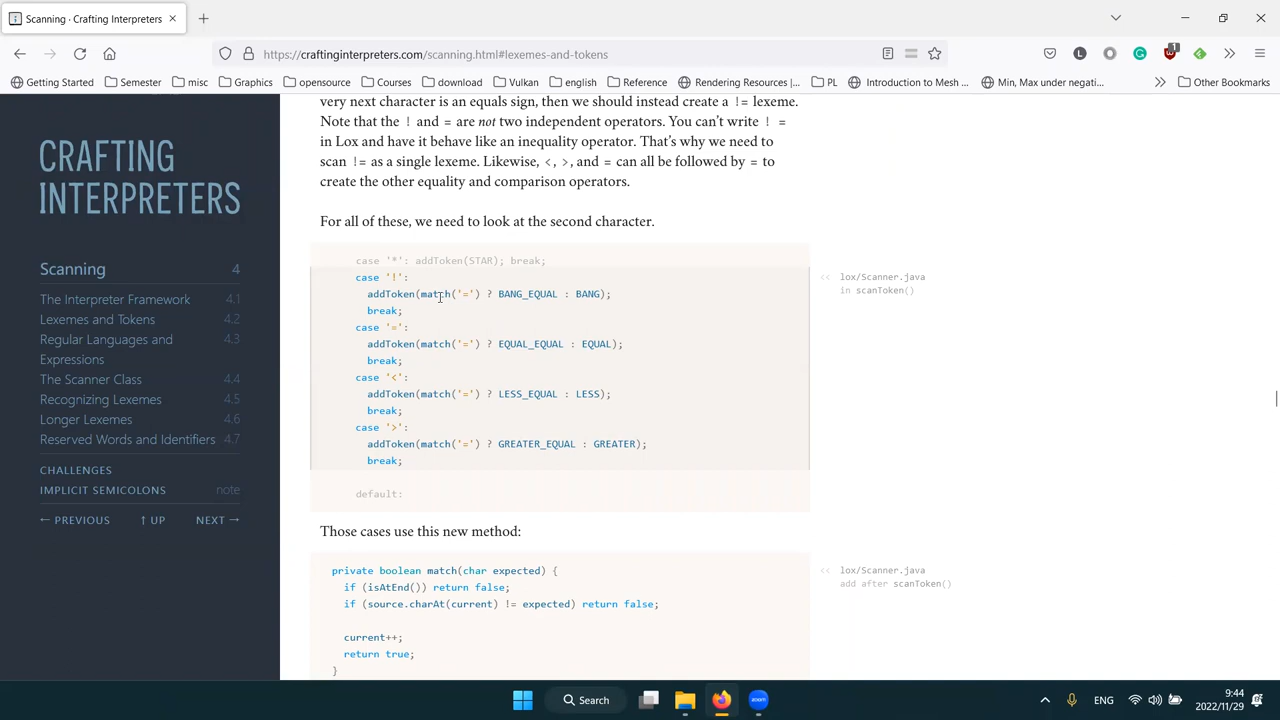 Scanning · Crafting Interpreters
https://craftinginterpreters.com/scanning.html#lexemes-and-tokens
1
Getting Started
Semester
misc
Graphics
opensource
Courses
download
Vulkan
english
Reference
Rendering Resources |...
PL
Introduction to Mesh ...
Min, Max under negati...
Other Bookmarks
CRAFTING
INTERPRETERS
Scanning 4
The Interpreter Framework 4.1
Lexemes and Tokens 4.2
Regular Languages and 4.3
Expressions
The Scanner Class 4.4
Recognizing Lexemes 4.5
Longer Lexemes 4.6
Reserved Words and Identifiers 4.7
CHALLENGES
IMPLICIT SEMICOLONS note
← PREVIOUS ↑ UP NEXT →
very next character is an equals sign, then we should instead create a != lexeme.
Note that the ! and = are not two independent operators. You can't write ! =
in Lox and have it behave like an inequality operator. That's why we need to
scan != as a single lexeme. Likewise, <, >, and = can all be followed by = to
create the other equality and comparison operators.
For all of these, we need to look at the second character.
case '*': addToken(STAR); break;
case '!':
addToken(match('=') ? BANG_EQUAL : BANG);
break;
case '=':
addToken(match('=') ? EQUAL_EQUAL : EQUAL);
break;
case '<':
addToken(match('=') ? LESS_EQUAL : LESS);
break;
case '>':
addToken(match('=') ? GREATER_EQUAL : GREATER);
break;
default:
<< lox/Scanner.java
in scanToken()
Those cases use this new method:
private boolean match(char expected) {
if (isAtEnd()) return false;
if (source.charAt(current) != expected) return false;
current++;
return true;
}
<< lox/Scanner.java
add after scanToken()
Search
ENG
9:44
2022/11/29